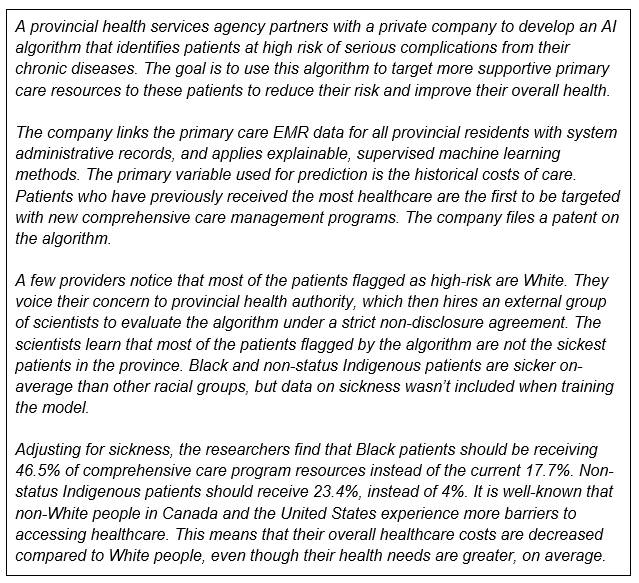 A provincial health services agency partners with a private company to develop an AI
algorithm that identifies patients at high risk of serious complications from their
chronic diseases. The goal is to use this algorithm to target more supportive primary
care resources to these patients to reduce their risk and improve their overall health.
The company links the primary care EMR data for all provincial residents with system
administrative records, and applies explainable, supervised machine learning
methods. The primary variable used for prediction is the historical costs of care.
Patients who have previously received the most healthcare are the first to be targeted
with new comprehensive care management programs. The company files a patent on
the algorithm.
A few providers notice that most of the patients flagged as high-risk are White. They
voice their concern to provincial health authority, which then hires an external group
of scientists to evaluate the algorithm under a strict non-disclosure agreement. The
scientists learn that most of the patients flagged by the algorithm are not the sickest
patients in the province. Black and non-status Indigenous patients are sicker on-
average than other racial groups, but data on sickness wasn't included when training
the model.
Adjusting for sickness, the researchers find that Black patients should be receiving
46.5% of comprehensive care program resources instead of the current 17.7%. Non-
status Indigenous patients should receive 23.4%, instead of 4%. It is well-known that
non-White people in Canada and the United States experience more barriers to
accessing healthcare. This means that their overall healthcare costs are decreased
compared to White people, even though their health needs are greater, on average.